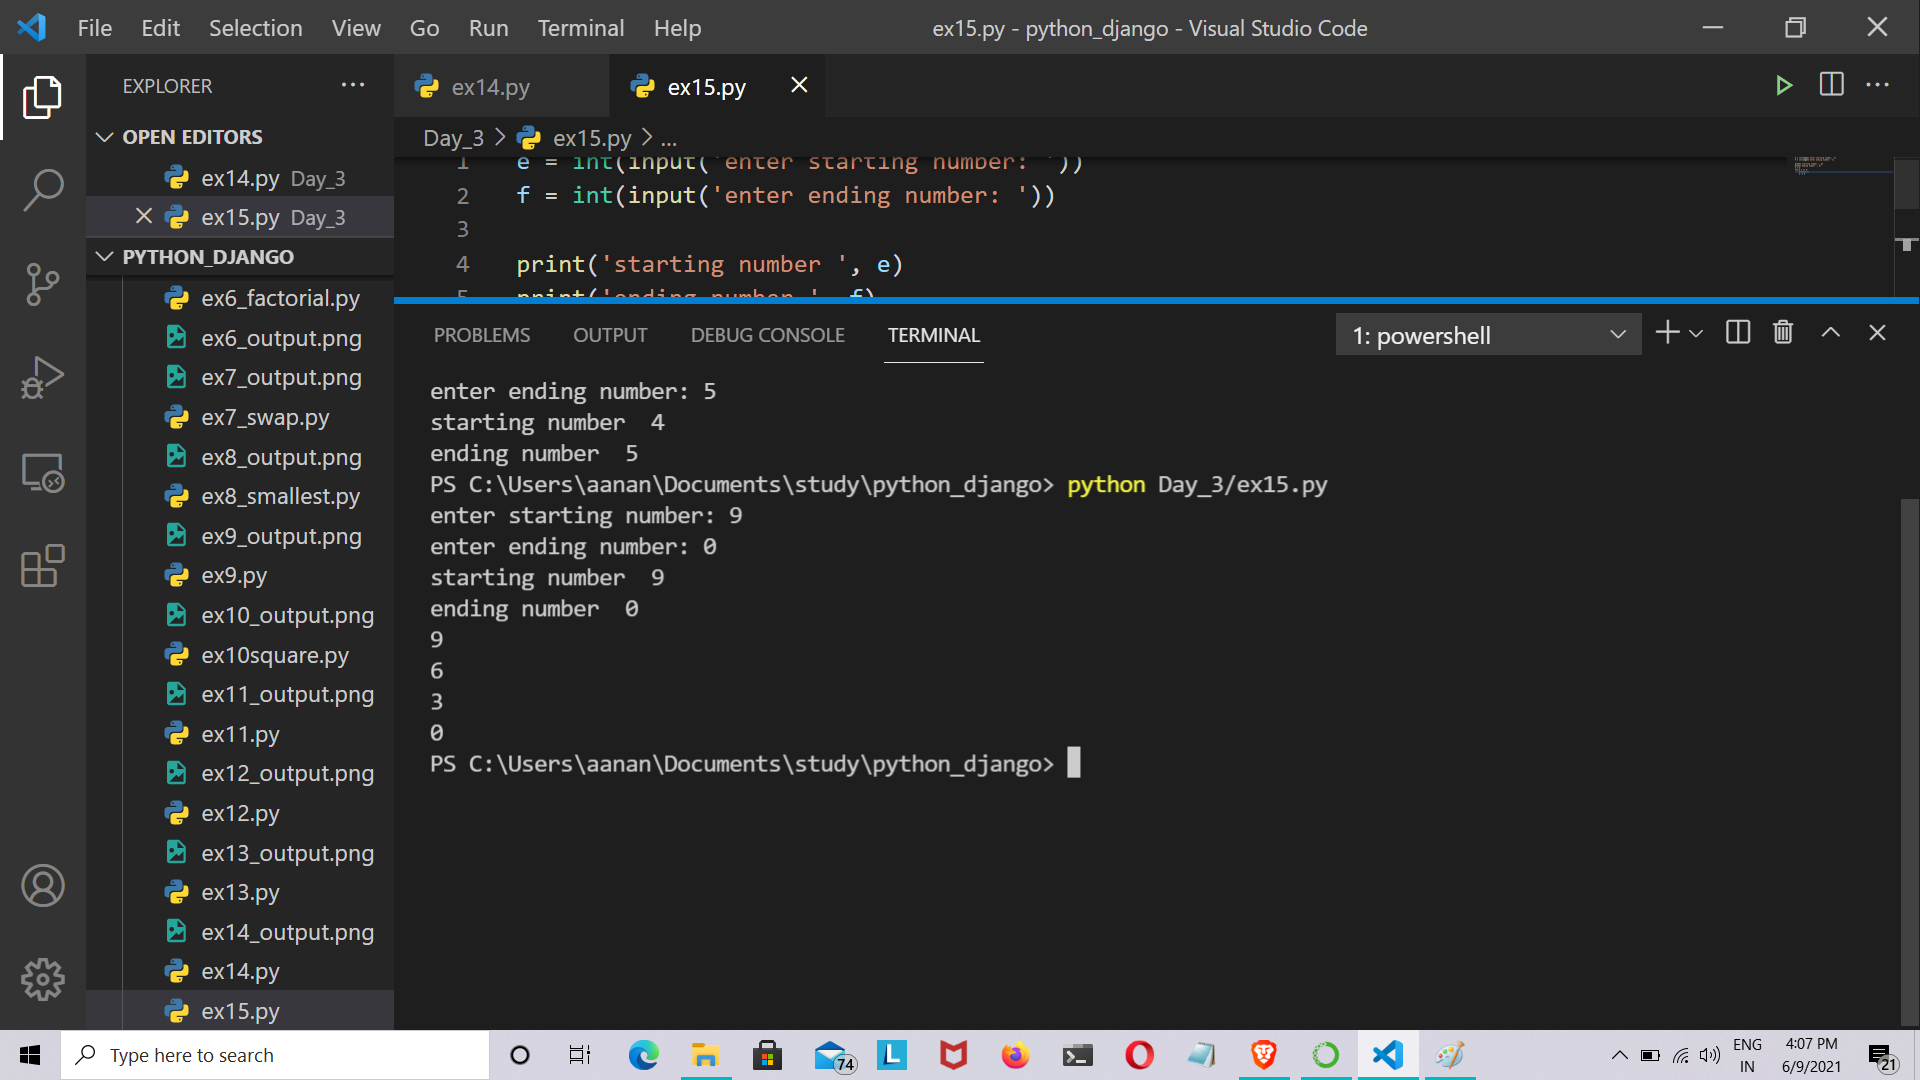 File Edit Selection View Go Run Terminal Help
ex15.py - python_django - Visual Studio Code
EXPLORER
OPEN EDITORS
ex14.py Day_3
ex15.py Day_3
PYTHON_DJANGO
ex6_factorial.py
ex6_output.png
ex7_output.png
ex7_swap.py
ex8_output.png
ex8_smallest.py
ex9_output.png
ex9.py
ex10_output.png
ex10square.py
ex11_output.png
ex11.py
ex12_output.png
ex12.py
ex13_output.png
ex13.py
ex14_output.png
ex14.py
ex15.py
ex14.py ex15.py
Day_3 > ex15.py > ...
1 e = int(input('enter starting number: '))
2 f = int(input('enter ending number: '))
3
4 print('starting number ', e)
5 print('ending number ', f)
PROBLEMS OUTPUT DEBUG CONSOLE TERMINAL
1: powershell
enter ending number: 5
starting number  4
ending number  5
PS C:\Users\aanan\Documents\study\python_django> python Day_3/ex15.py
enter starting number: 9
enter ending number: 0
starting number  9
ending number  0
9
6
3
0
PS C:\Users\aanan\Documents\study\python_django>
Type here to search
74
L
ENG
IN
4:07 PM
6/9/2021
21